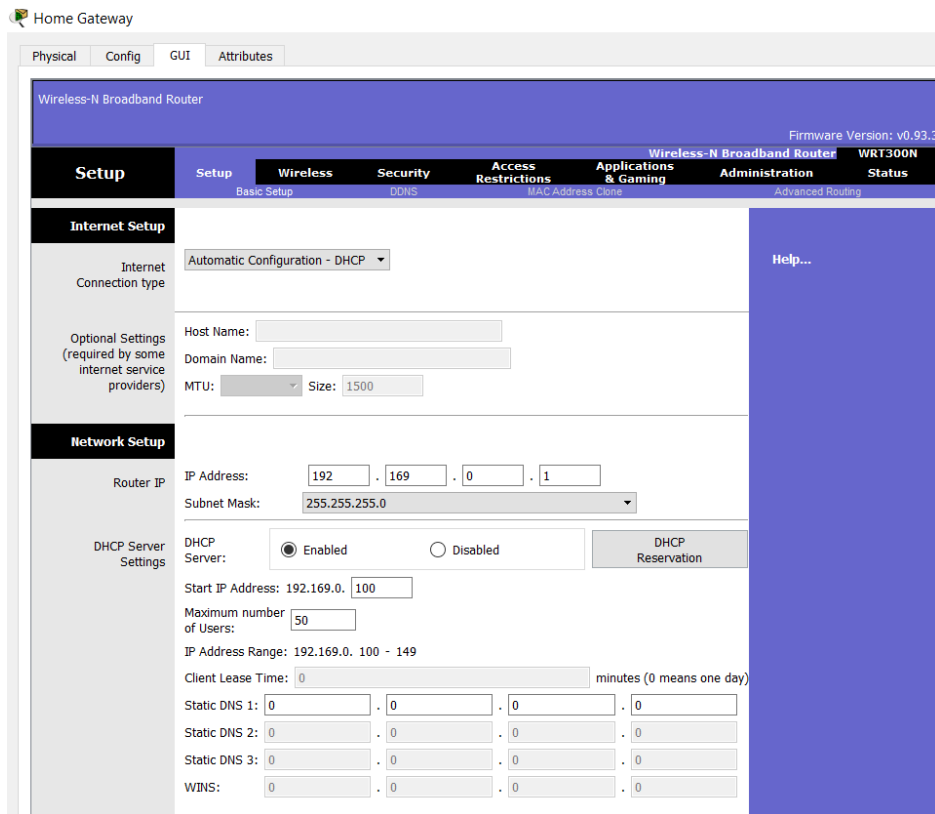 Home Gateway
Physical Config GUI Attributes
Wireless-N Broadband Router
Firmware Version: v0.93.3
Wireless-N Broadband Router WRT300N
Setup Setup Wireless Security Access Restrictions Applications & Gaming Administration Status
Basic Setup DDNS MAC Address Clone Advanced Routing
Internet Setup
Internet Connection type
Automatic Configuration - DHCP
Help...
Optional Settings (required by some internet service providers)
Host Name:
Domain Name:
MTU: Size: 1500
Network Setup
Router IP
IP Address: 192 . 169 . 0 . 1
Subnet Mask: 255.255.255.0
DHCP Server Settings
DHCP Server: Enabled Disabled DHCP Reservation
Start IP Address: 192.169.0. 100
Maximum number of Users: 50
IP Address Range: 192.169.0. 100 - 149
Client Lease Time: 0 minutes (0 means one day)
Static DNS 1: 0 . 0 . 0 . 0
Static DNS 2: 0 . 0 . 0 . 0
Static DNS 3: 0 . 0 . 0 . 0
WINS: 0 . 0 . 0 . 0